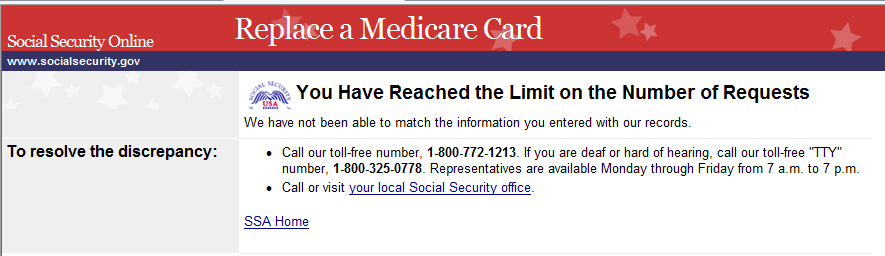 Social Security Online
Replace a Medicare Card
www.socialsecurity.gov
SOCIAL SECURITY
USA
You Have Reached the Limit on the Number of Requests
We have not been able to match the information you entered with our records.
To resolve the discrepancy:
• Call our toll-free number, 1-800-772-1213. If you are deaf or hard of hearing, call our toll-free "TTY"
number, 1-800-325-0778. Representatives are available Monday through Friday from 7 a.m. to 7 p.m.
• Call or visit your local Social Security office.
SSA Home